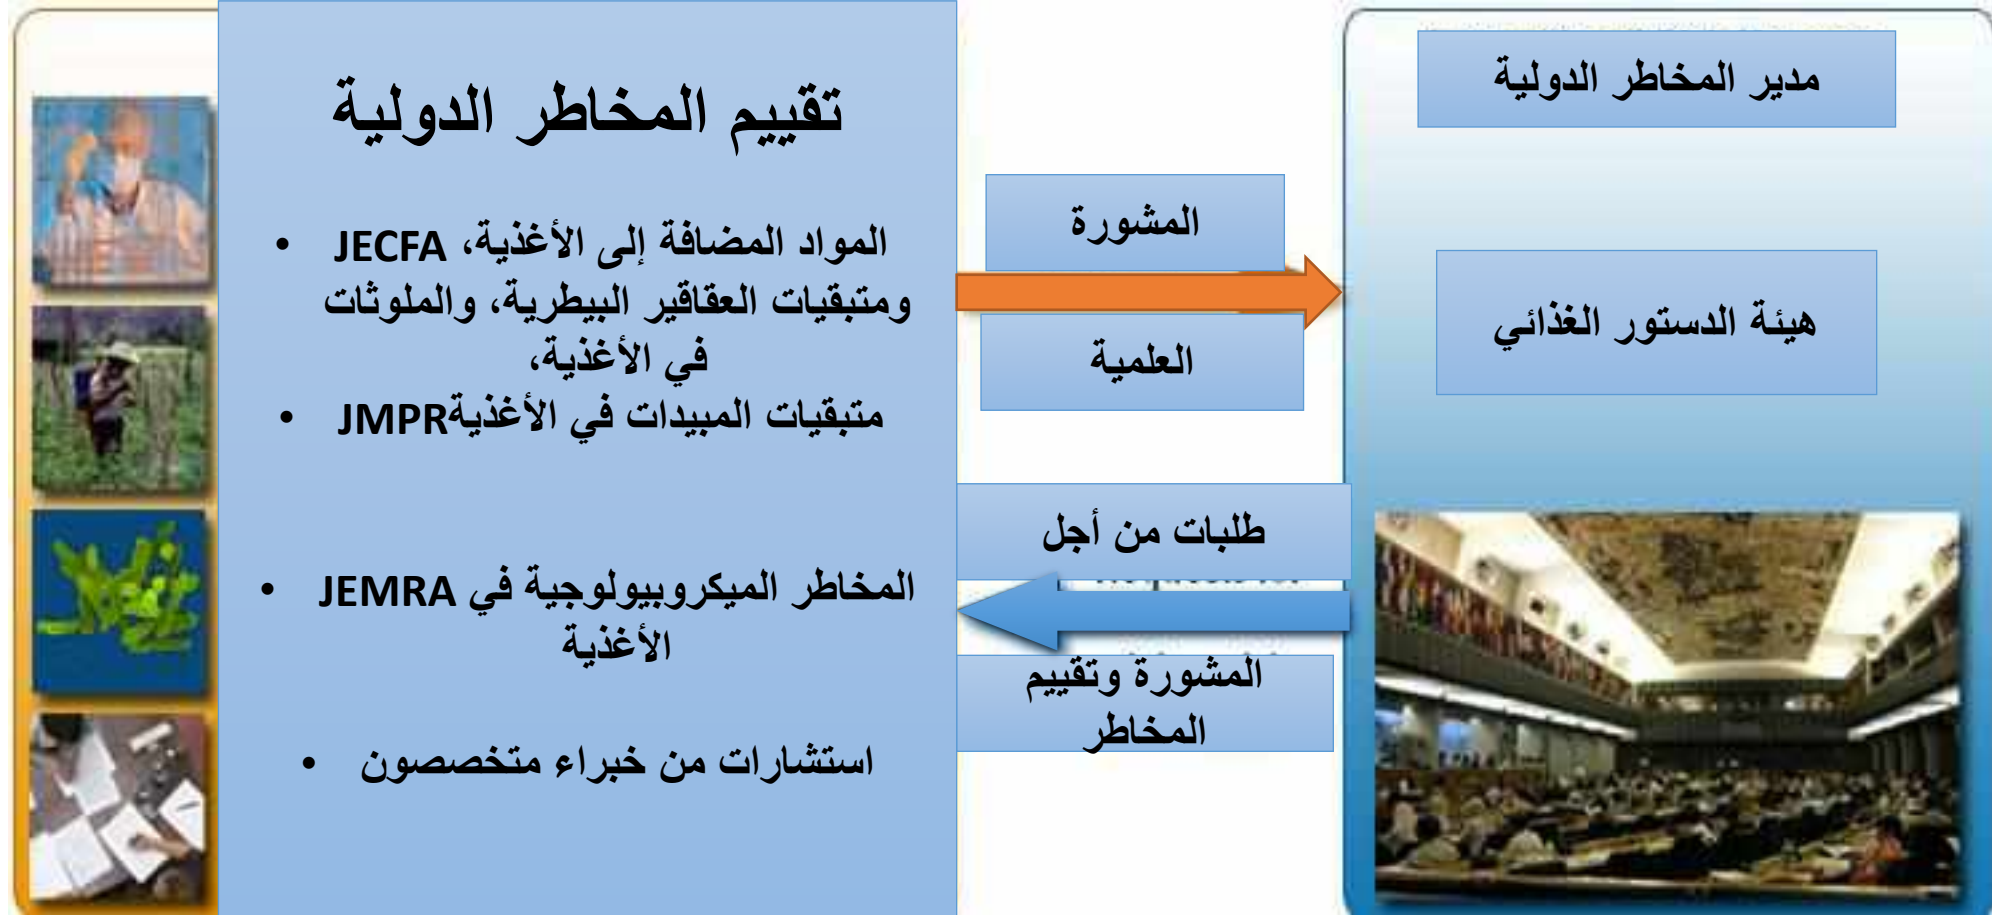 تقييم المخاطر الدولية
• JECFA المواد المضافة إلى الأغذية،
ومتبقيات العقاقير البيطرية، والملوثات
في الأغذية،
• JMPRمتبقيات المبيدات في الأغذية
• JEMRA المخاطر الميكروبيولوجية في
الأغذية
• استشارات من خبراء متخصصون
المشورة
العلمية
طلبات من أجل
المشورة وتقييم
المخاطر
مدير المخاطر الدولية
هيئة الدستور الغذائي